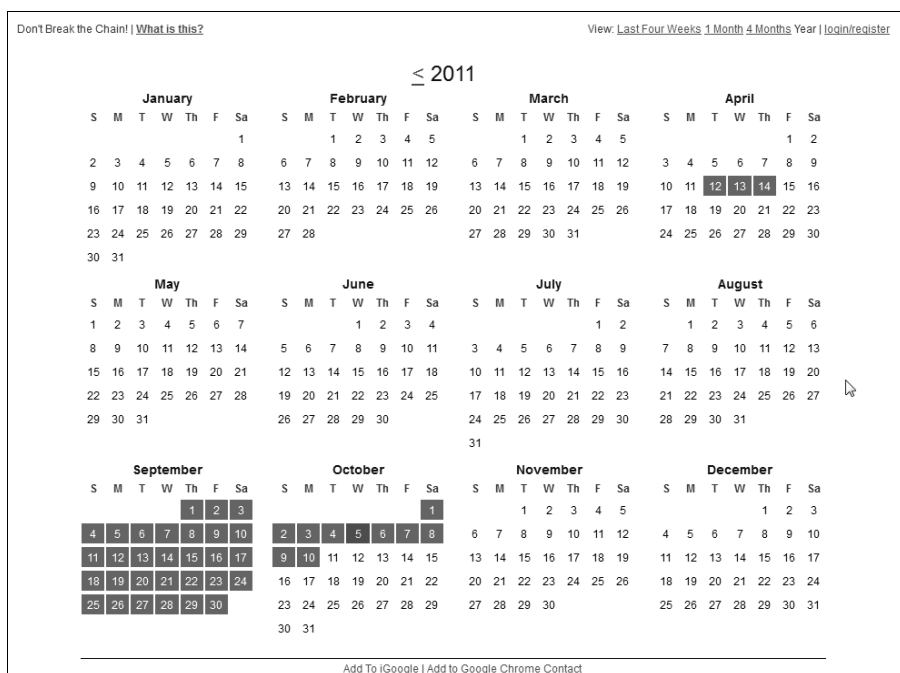 Don't Break the Chain! | What is this? View: Last Four Weeks 1 Month 4 Months Year | login/register
< 2011
January February March April
S M T W Th F Sa S M T W Th F Sa S M T W Th F Sa S M T W Th F Sa
1 1 2 3 4 5 1 2 3 4 5 1 2
2 3 4 5 6 7 8 6 7 8 9 10 11 12 6 7 8 9 10 11 12 3 4 5 6 7 8 9
9 10 11 12 13 14 15 13 14 15 16 17 18 19 13 14 15 16 17 18 19 10 11 12 13 14 15 16
16 17 18 19 20 21 22 20 21 22 23 24 25 26 20 21 22 23 24 25 26 17 18 19 20 21 22 23
23 24 25 26 27 28 29 27 28 27 28 29 30 31 24 25 26 27 28 29 30
30 31
May June July August
S M T W Th F Sa S M T W Th F Sa S M T W Th F Sa S M T W Th F Sa
1 2 3 4 5 6 7 1 2 3 4 1 2 1 2 3 4 5 6
8 9 10 11 12 13 14 5 6 7 8 9 10 11 3 4 5 6 7 8 9 7 8 9 10 11 12 13
15 16 17 18 19 20 21 12 13 14 15 16 17 18 10 11 12 13 14 15 16 14 15 16 17 18 19 20
22 23 24 25 26 27 28 19 20 21 22 23 24 25 17 18 19 20 21 22 23 21 22 23 24 25 26 27
29 30 31 26 27 28 29 30 24 25 26 27 28 29 30 28 29 30 31
31
September October November December
S M T W Th F Sa S M T W Th F Sa S M T W Th F Sa S M T W Th F Sa
1 2 3 1 1 2 3 4 5 1 2 3
4 5 6 7 8 9 10 2 3 4 5 6 7 8 6 7 8 9 10 11 12 4 5 6 7 8 9 10
11 12 13 14 15 16 17 9 10 11 12 13 14 15 13 14 15 16 17 18 19 11 12 13 14 15 16 17
18 19 20 21 22 23 24 16 17 18 19 20 21 22 20 21 22 23 24 25 26 18 19 20 21 22 23 24
25 26 27 28 29 30 23 24 25 26 27 28 29 27 28 29 30 25 26 27 28 29 30 31
30 31
Add To iGoogle | Add to Google Chrome Contact